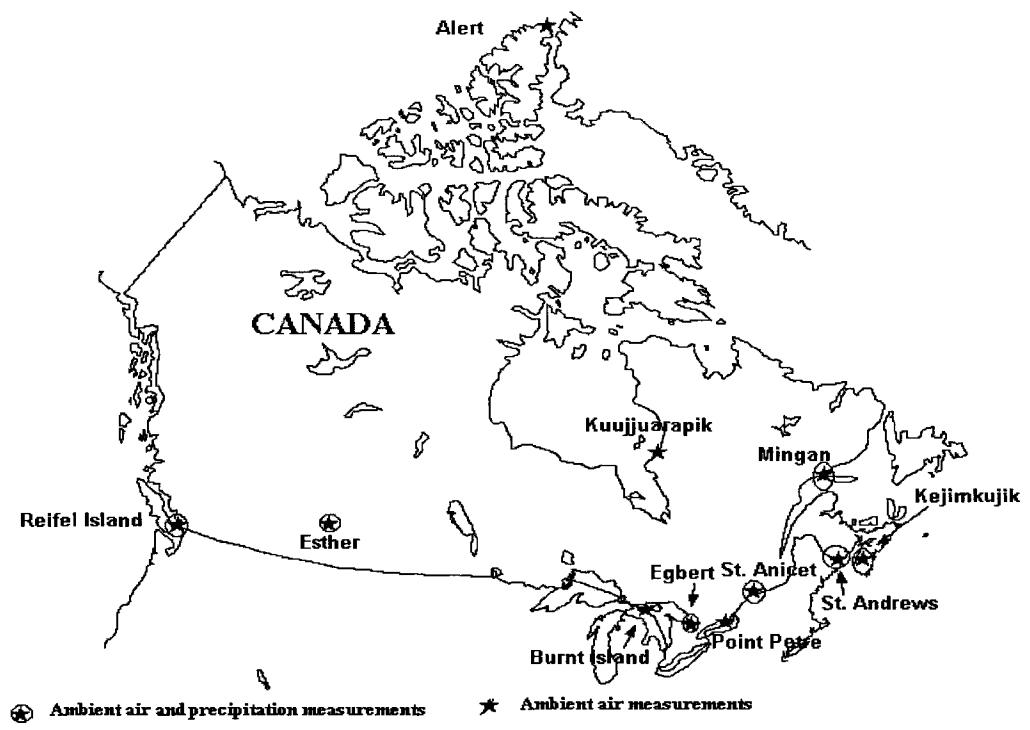 Alert
CANADA
Kuujjuarapik
Mingan
Kejimkujik
Reifel Island
Esther
Egbert
St. Anicet
St. Andrews
Point Petre
Burnt Island
Ambient air and precipitation measurements
Ambient air measurements